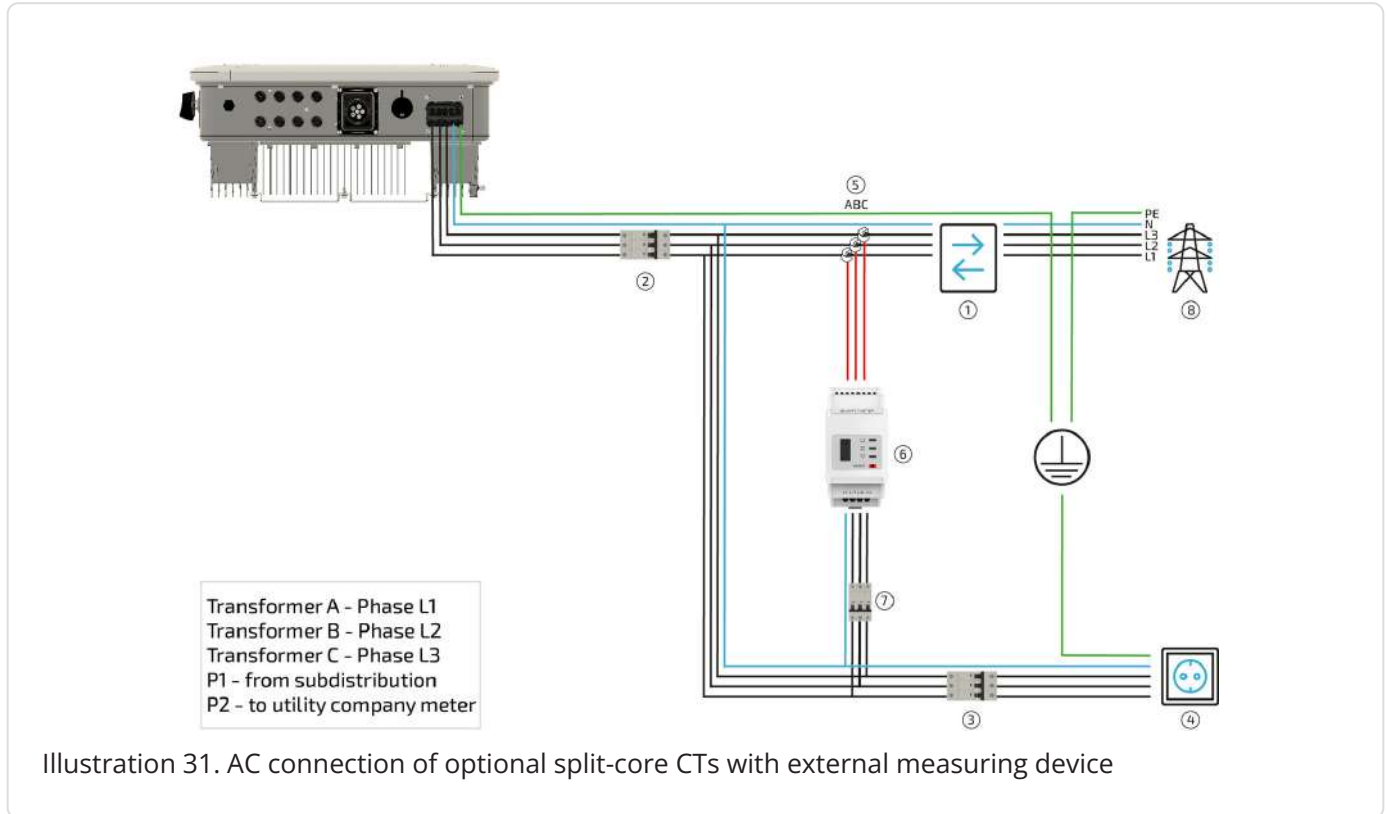 ⑤
ABC
PE
N
L3
L2
L1
②
①
⑧
⑥
⑦
Transformer A - Phase L1
Transformer B - Phase L2
Transformer C - Phase L3
P1 - from subdistribution
P2 - to utility company meter
③
④
Illustration 31. AC connection of optional split-core CTs with external measuring device